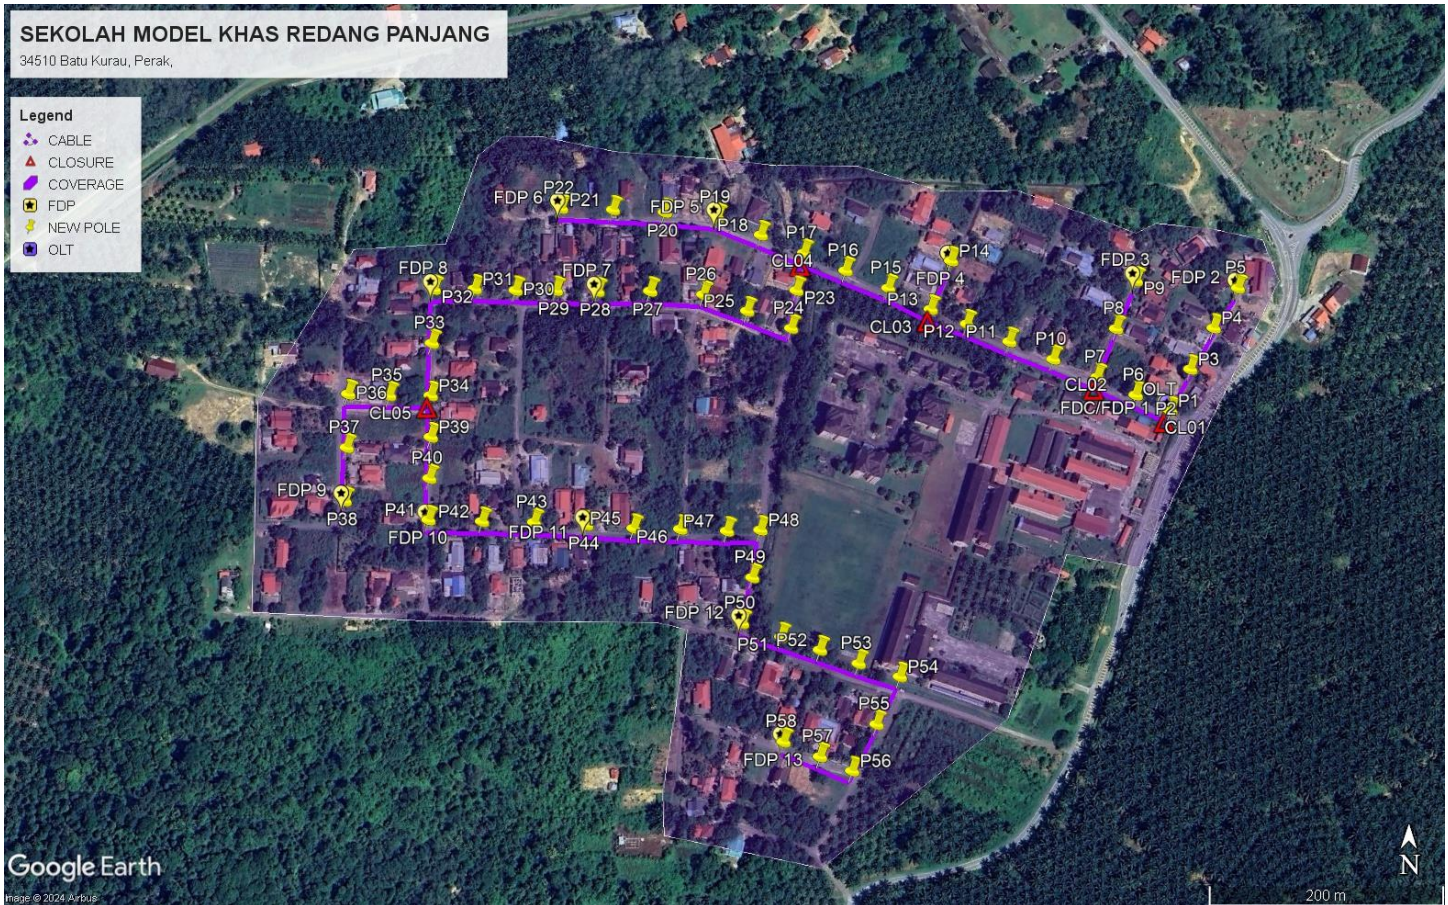 SEKOLAH MODEL KHAS REDANG PANJANG
34510 Batu Kurau, Perak,
Legend
CABLE
CLOSURE
COVERAGE
FDP
NEW POLE
OLT
P22
FDP 6
P21
P20
FDP 5
P19
P18
P17
CL04
P16
P15
P14
FDP 4
P13
FDP 3
P9
P8
FDP 2
P5
P4
P3
FDP 8
P32
P31
P30
P29
FDP 7
P28
P27
P26
P25
P24
P23
CL03
P12
P11
P10
P7
P6
CL02
OLT
FDC/FDP 1
P1
P2
CL01
P33
P35
P36
P34
CL05
P39
P37
P40
FDP 9
P38
P41
P42
FDP 10
P43
FDP 11
P45
P44
P46
P47
P48
P49
FDP 12
P50
P51
P52
P53
P54
P55
P58
P57
FDP 13
P56
Google Earth
Image © 2024 Airbus
200 m
N